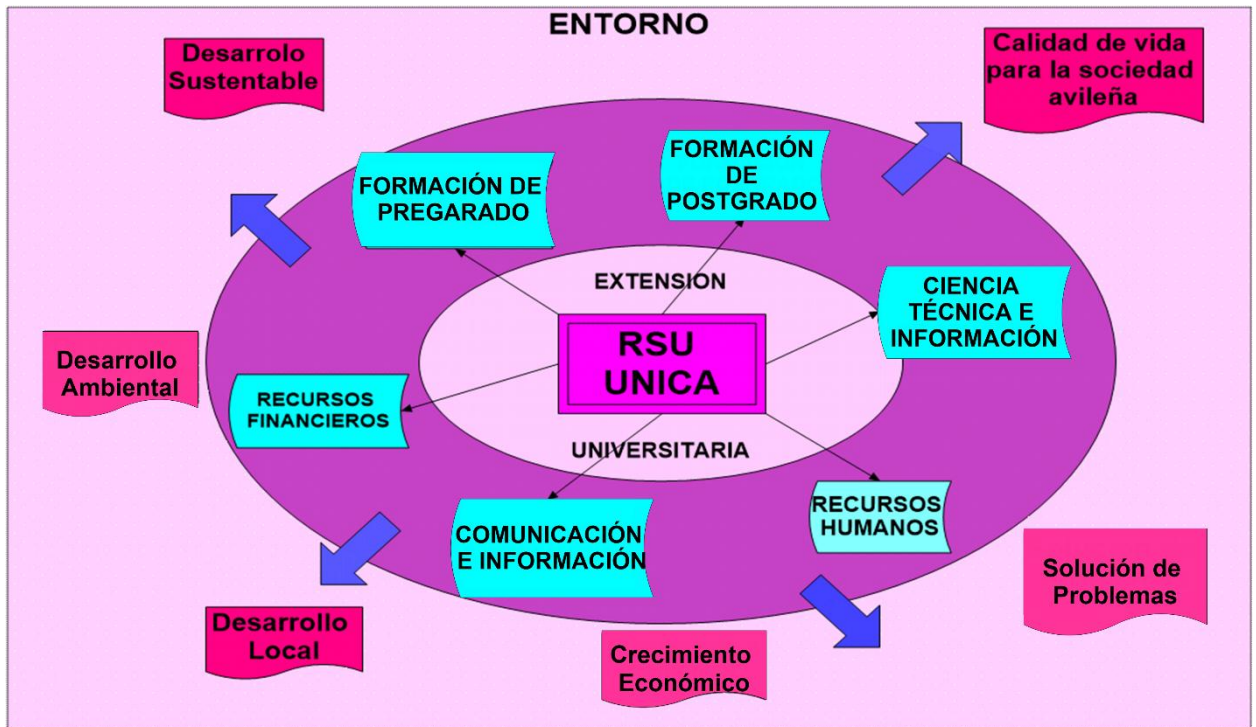 ENTORNO
Desarrolo
Sustentable
Calidad de vida
para la sociedad
avileña
FORMACIÓN DE
PREGARADO
FORMACIÓN
DE
POSTGRADO
EXTENSION
CIENCIA
TÉCNICA E
INFORMACIÓN
RSU
UNICA
Desarrollo
Ambiental
RECURSOS
FINANCIEROS
UNIVERSITARIA
COMUNICACIÓN
E INFORMACIÓN
RECURSOS
HUMANOS
Solución de
Problemas
Desarrollo
Local
Crecimiento
Económico